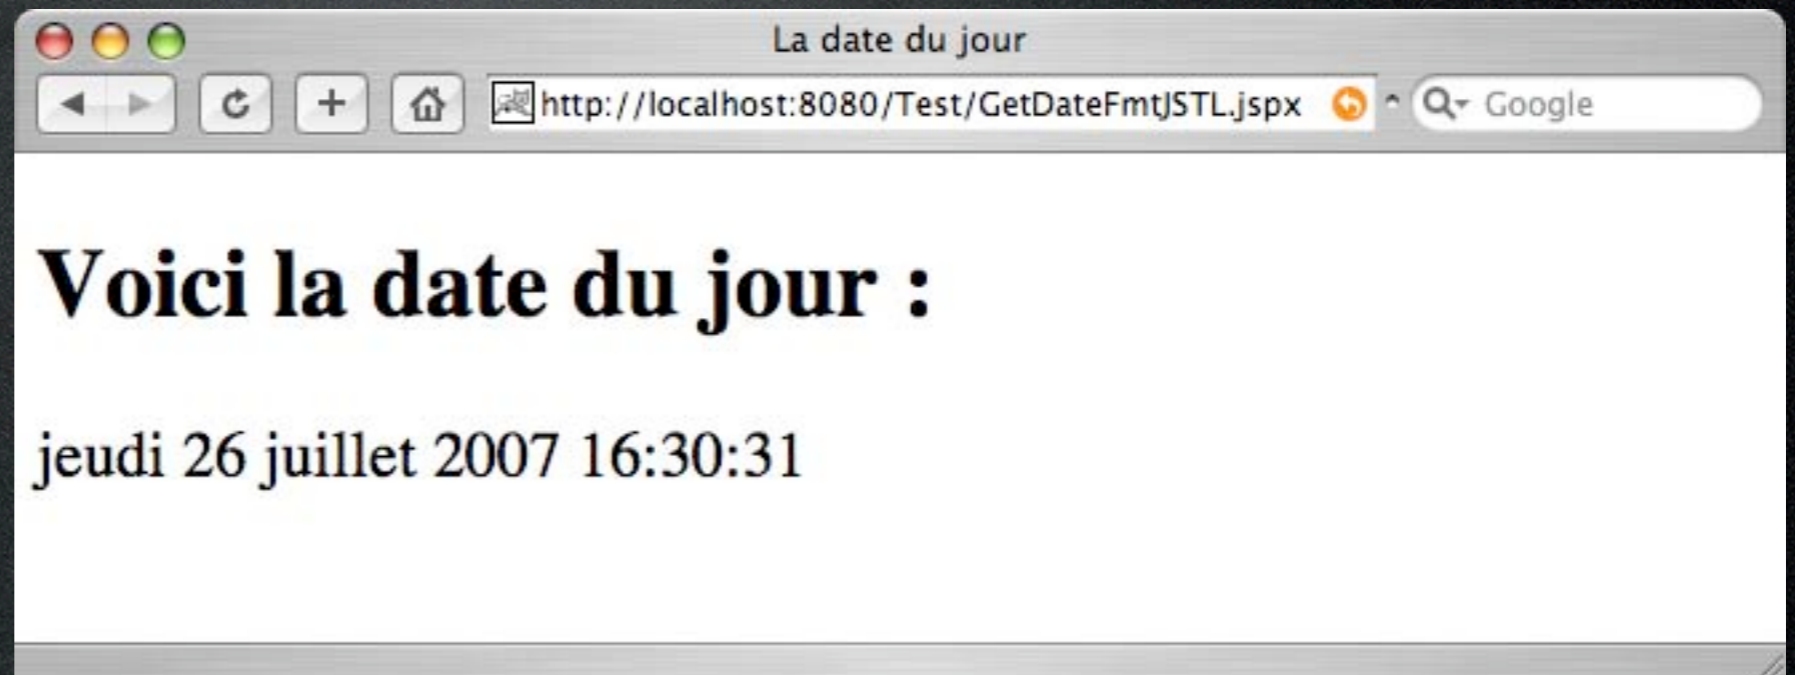 La date du jour
http://localhost:8080/Test/GetDateFmtJSTL.jspx
Google
Voici la date du jour :
jeudi 26 juillet 2007 16:30:31